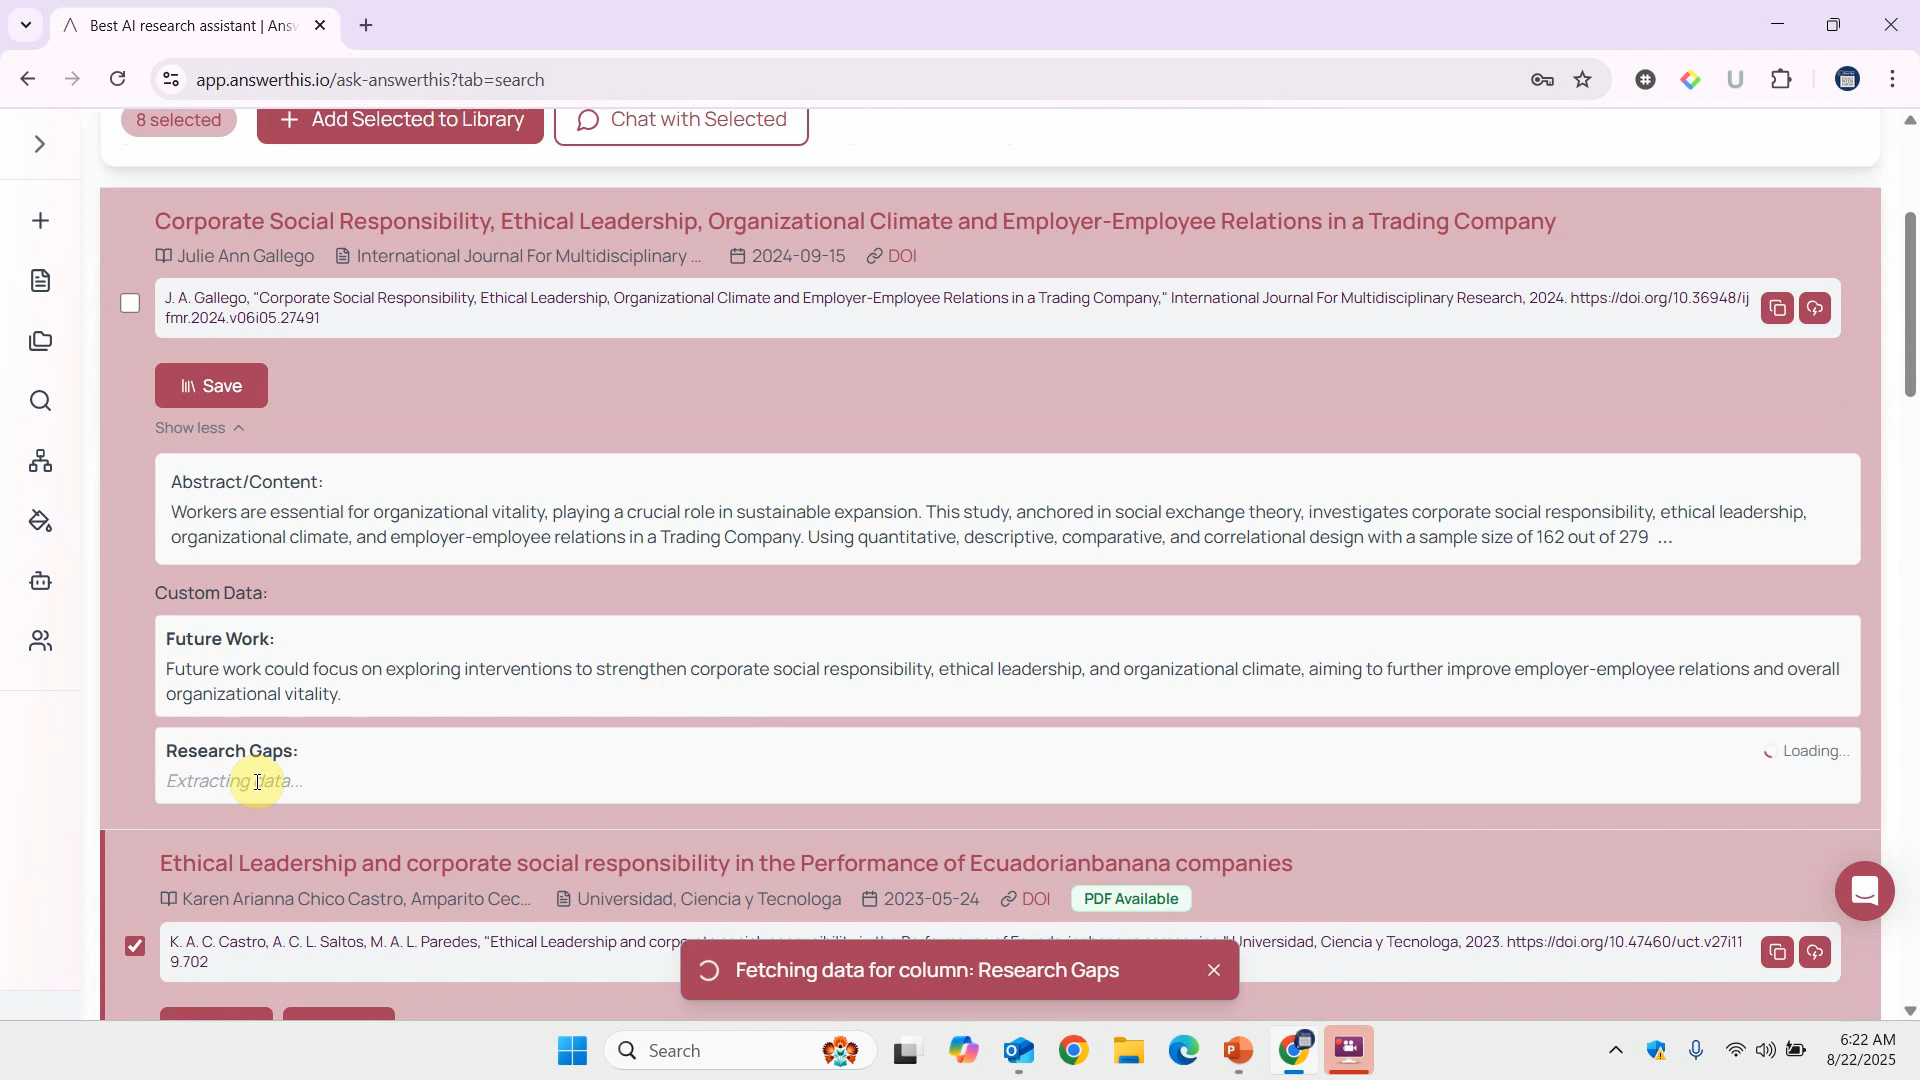 Best AI research assistant | Answ
app.answerthis.io/ask-answerthis?tab=search
8 selected
Add Selected to Library
Chat with Selected
Corporate Social Responsibility, Ethical Leadership, Organizational Climate and Employer-Employee Relations in a Trading Company
Julie Ann Gallego International Journal For Multidisciplinary ... 2024-09-15 DOI
J. A. Gallego, "Corporate Social Responsibility, Ethical Leadership, Organizational Climate and Employer-Employee Relations in a Trading Company," International Journal For Multidisciplinary Research, 2024. https://doi.org/10.36948/ij
fmr.2024.v06i05.27491
Save
Show less
Abstract/Content:
Workers are essential for organizational vitality, playing a crucial role in sustainable expansion. This study, anchored in social exchange theory, investigates corporate social responsibility, ethical leadership,
organizational climate, and employer-employee relations in a Trading Company. Using quantitative, descriptive, comparative, and correlational design with a sample size of 162 out of 279 ...
Custom Data:
Future Work:
Future work could focus on exploring interventions to strengthen corporate social responsibility, ethical leadership, and organizational climate, aiming to further improve employer-employee relations and overall
organizational vitality.
Research Gaps:
Loading...
Extracting data...
Ethical Leadership and corporate social responsibility in the Performance of Ecuadorianbanana companies
Karen Arianna Chico Castro, Amparito Cec... Universidad, Ciencia y Tecnologa 2023-05-24 DOI PDF Available
K. A. C. Castro, A. C. L. Saltos, M. A. L. Paredes, "Ethical Leadership and Universidad, Ciencia y Tecnologa, 2023. https://doi.org/10.47460/uct.v27i11
9.702
Fetching data for column: Research Gaps
Search
6:22 AM
8/22/2025